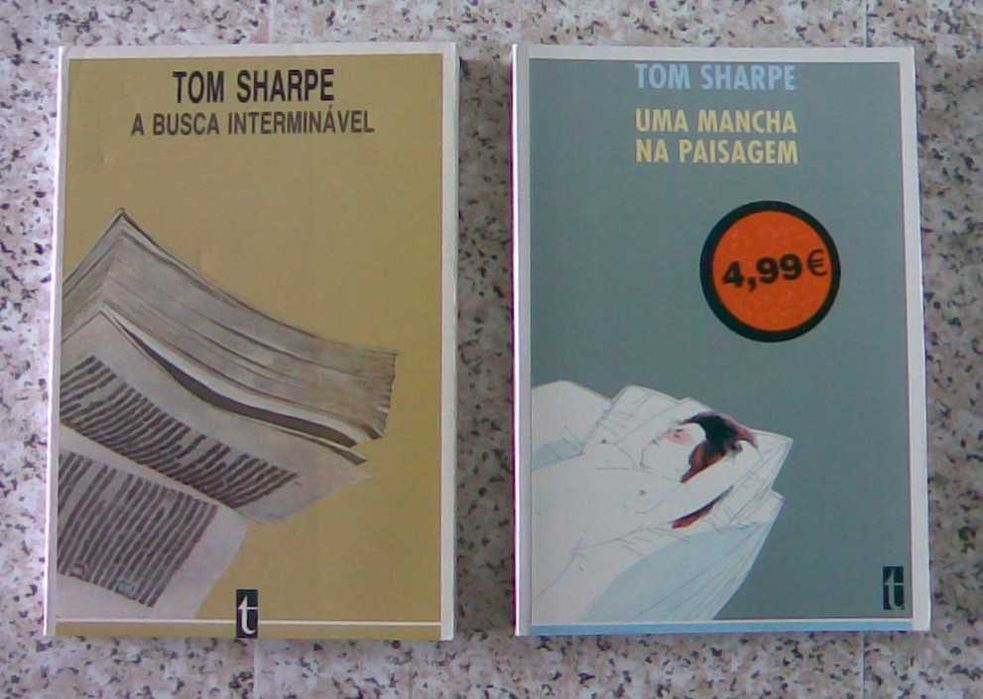 TOM SHARPE
A BUSCA INTERMINÁVEL
t
TOM SHARPE
UMA MANCHA
NA PAISAGEM
4,99€
t